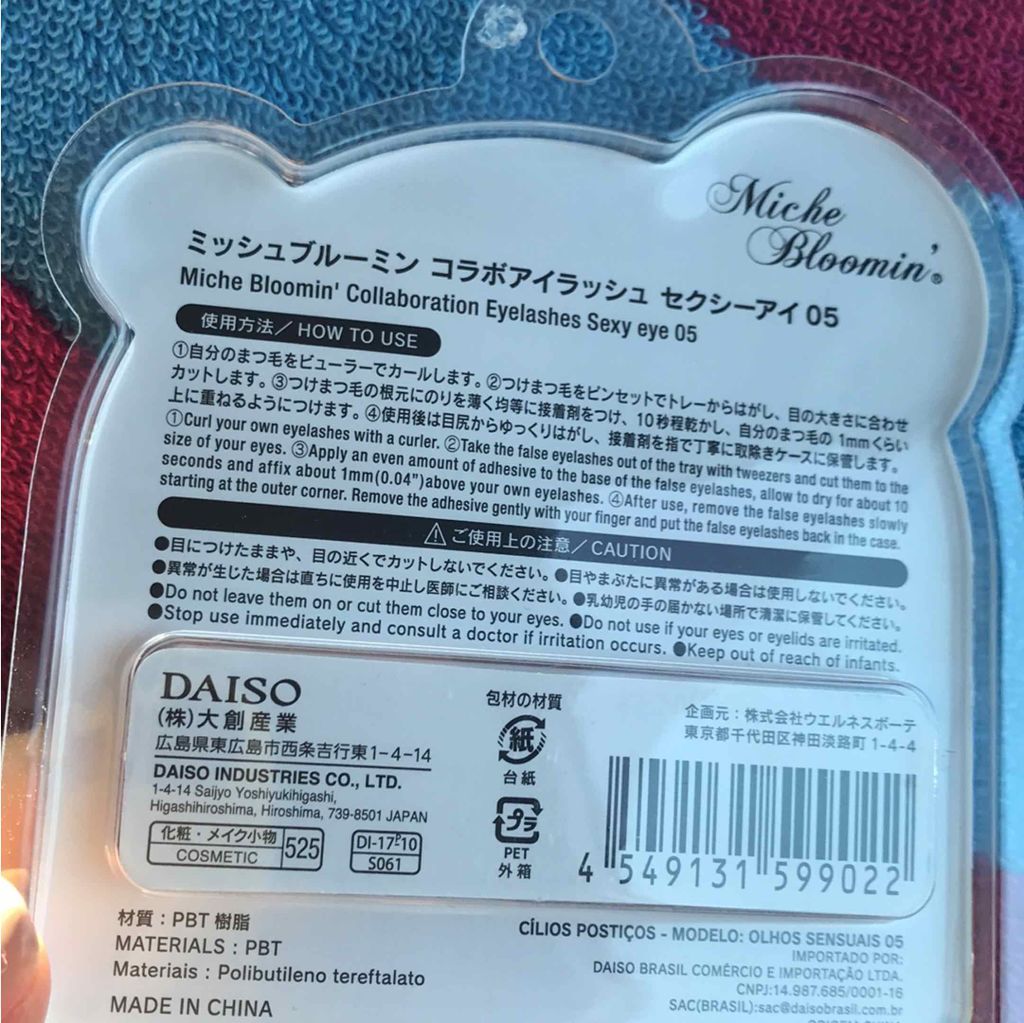 Miche
Bloomin'®
ミッシュブルーミン コラボアイラッシュ セクシーアイ 05
Miche Bloomin' Collaboration Eyelashes Sexy eye 05
使用方法／HOW TO USE
①自分のまつ毛をビューラーでカールします。②つけまつ毛をピンセットでトレーからはがし、目の大きさに合わせ
カットします。③つけまつ毛の根元にのりを薄く均等に接着剤をつけ、10秒程乾かし、自分のまつ毛の1mmくらい
上に重ねるようにつけます。④使用後は目尻からゆっくりはがし、接着剤を指で丁寧に取除きケースに保管します。
①Curl your own eyelashes with a curler. ②Take the false eyelashes out of the tray with tweezers and cut them to the
size of your eyes. ③Apply an even amount of adhesive to the base of the false eyelashes, allow to dry for about 10
seconds and affix about 1mm(0.04")above your own eyelashes. ④After use, remove the false eyelashes slowly
starting at the outer corner. Remove the adhesive gently with your finger and put the false eyelashes back in the case.
⚠ご使用上の注意／CAUTION
●目につけたままや、目の近くでカットしないでください。●目やまぶたに異常がある場合は使用しないでください。
●異常が生じた場合は直ちに使用を中止し医師にご相談ください。●乳幼児の手の届かない場所で清潔に保管してください。
●Do not leave them on or cut them close to your eyes. ●Do not use if your eyes or eyelids are irritated.
●Stop use immediately and consult a doctor if irritation occurs. ●Keep out of reach of infants.
DAISO
(株)大創産業
広島県東広島市西条吉行東1-4-14
DAISO INDUSTRIES CO., LTD.
1-4-14 Saijyo Yoshiyukihigashi,
Higashihiroshima, Hiroshima, 739-8501 JAPAN
化粧・メイク小物
COSMETIC
525
DI-17P10
S061
包材の材質
紙
台紙
プラ
PET
外箱
企画元：株式会社ウエルネスボーテ
東京都千代田区神田淡路町 1-4-4
4 549131 599022
材質：PBT 樹脂
MATERIALS : PBT
Materiais : Polibutileno tereftalato
MADE IN CHINA
CÍLIOS POSTIÇOS - MODELO: OLHOS SENSUAIS 05
IMPORTADO POR:
DAISO BRASIL COMÉRCIO E IMPORTAÇÃO LTDA.
CNPJ:14.987.685/0001-16
SAC(BRASIL):sac@daisobrasil.com.br